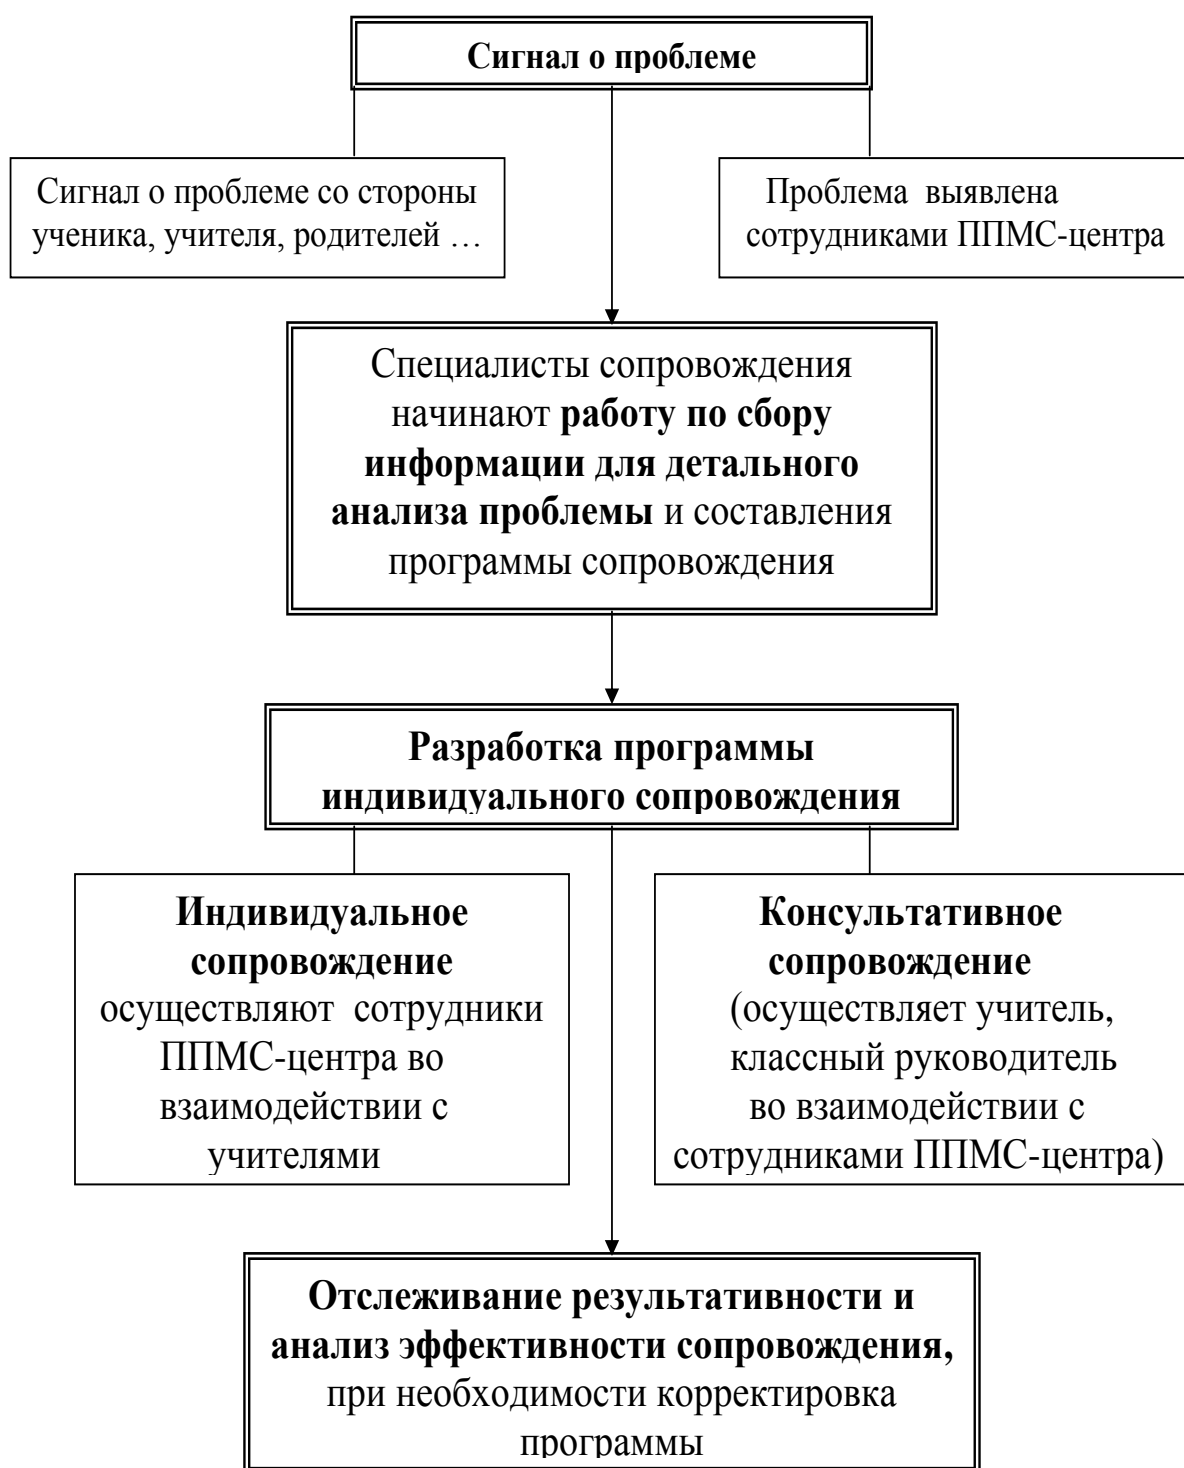 Сигнал о проблеме
Сигнал о проблеме со стороны
ученика, учителя, родителей …
Проблема выявлена
сотрудниками ППМС-центра
Специалисты сопровождения
начинают работу по сбору
информации для детального
анализа проблемы и составления
программы сопровождения
Разработка программы
индивидуального сопровождения
Индивидуальное
сопровождение
осуществляют сотрудники
ППМС-центра во
взаимодействии с
учителями
Консультативное
сопровождение
(осуществляет учитель,
классный руководитель
во взаимодействии с
сотрудниками ППМС-центра)
Отслеживание результативности и
анализ эффективности сопровождения,
при необходимости корректировка
программы